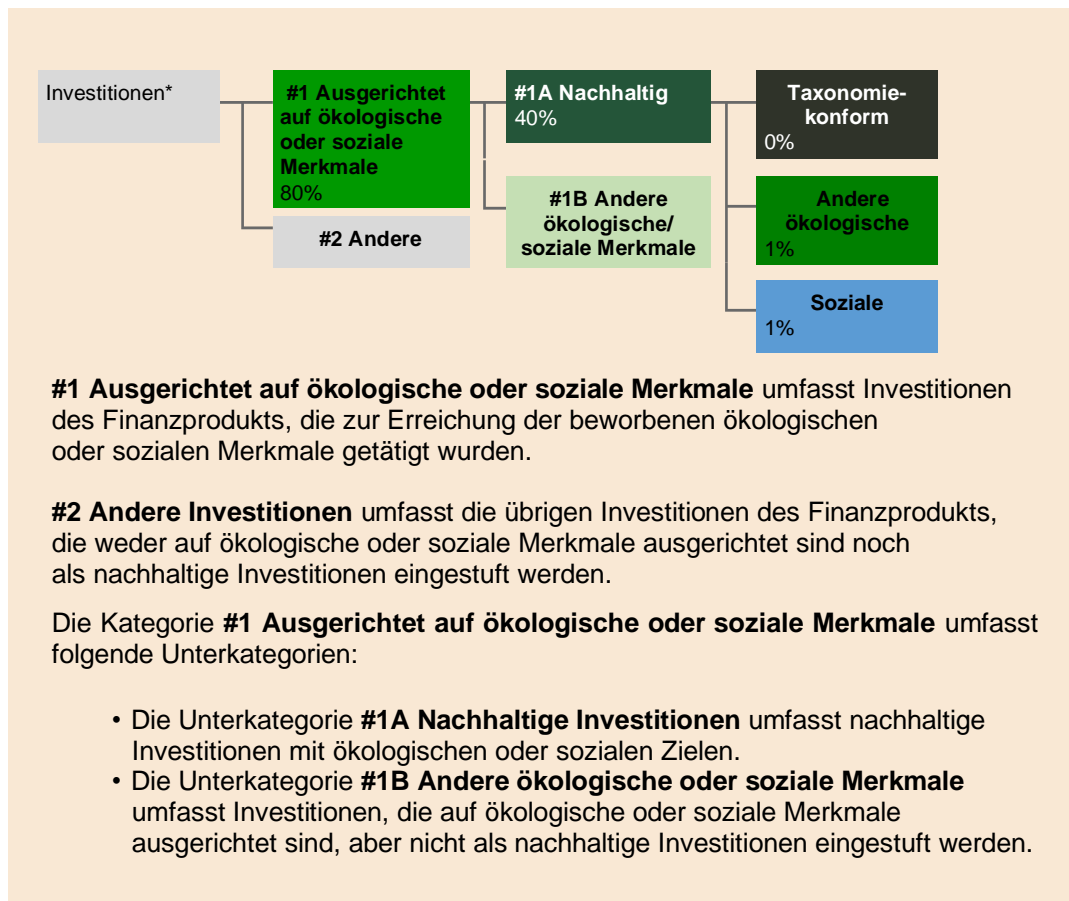 Investitionen*
#1 Ausgerichtet
auf ökologische
oder soziale
Merkmale
80%
#2 Andere
#1A Nachhaltig
40%
#1B Andere
ökologische/
soziale Merkmale
Taxonomie-
konform
0%
Andere
ökologische
1%
Soziale
1%
#1 Ausgerichtet auf ökologische oder soziale Merkmale umfasst Investitionen
des Finanzprodukts, die zur Erreichung der beworbenen ökologischen
oder sozialen Merkmale getätigt wurden.
#2 Andere Investitionen umfasst die übrigen Investitionen des Finanzprodukts,
die weder auf ökologische oder soziale Merkmale ausgerichtet sind noch
als nachhaltige Investitionen eingestuft werden.
Die Kategorie #1 Ausgerichtet auf ökologische oder soziale Merkmale umfasst
folgende Unterkategorien:
• Die Unterkategorie #1A Nachhaltige Investitionen umfasst nachhaltige
Investitionen mit ökologischen oder sozialen Zielen.
• Die Unterkategorie #1B Andere ökologische oder soziale Merkmale
umfasst Investitionen, die auf ökologische oder soziale Merkmale
ausgerichtet sind, aber nicht als nachhaltige Investitionen eingestuft werden.